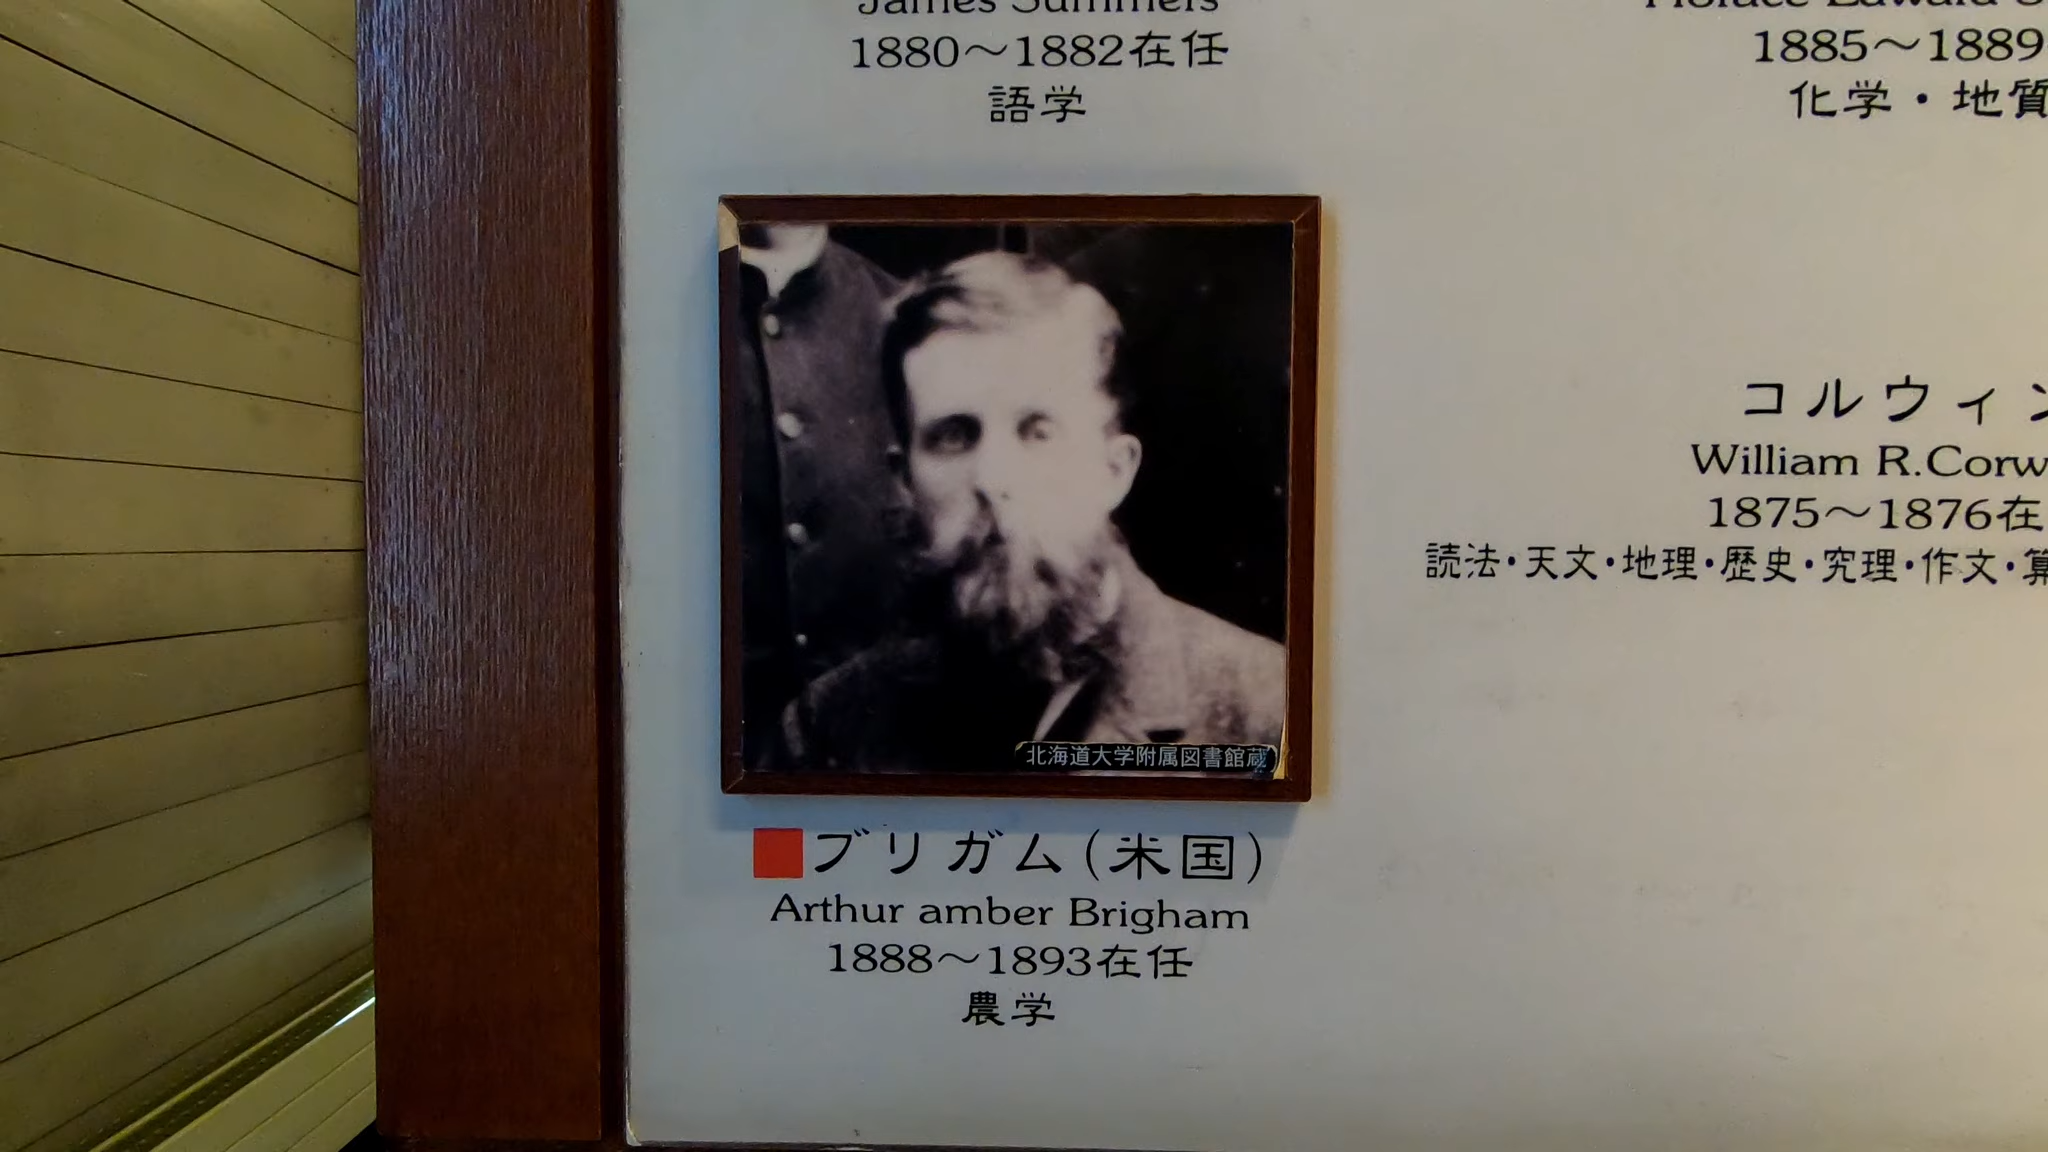 James Summers
1880～1882在任
語学
1885～1889
化学・地質
コルウィン
William R.Corw
1875～1876在
読法・天文・地理・歴史・究理・作文・算
北海道大学附属図書館蔵
■ブリガム(米国)
Arthur amber Brigham
1888～1893在任
農学